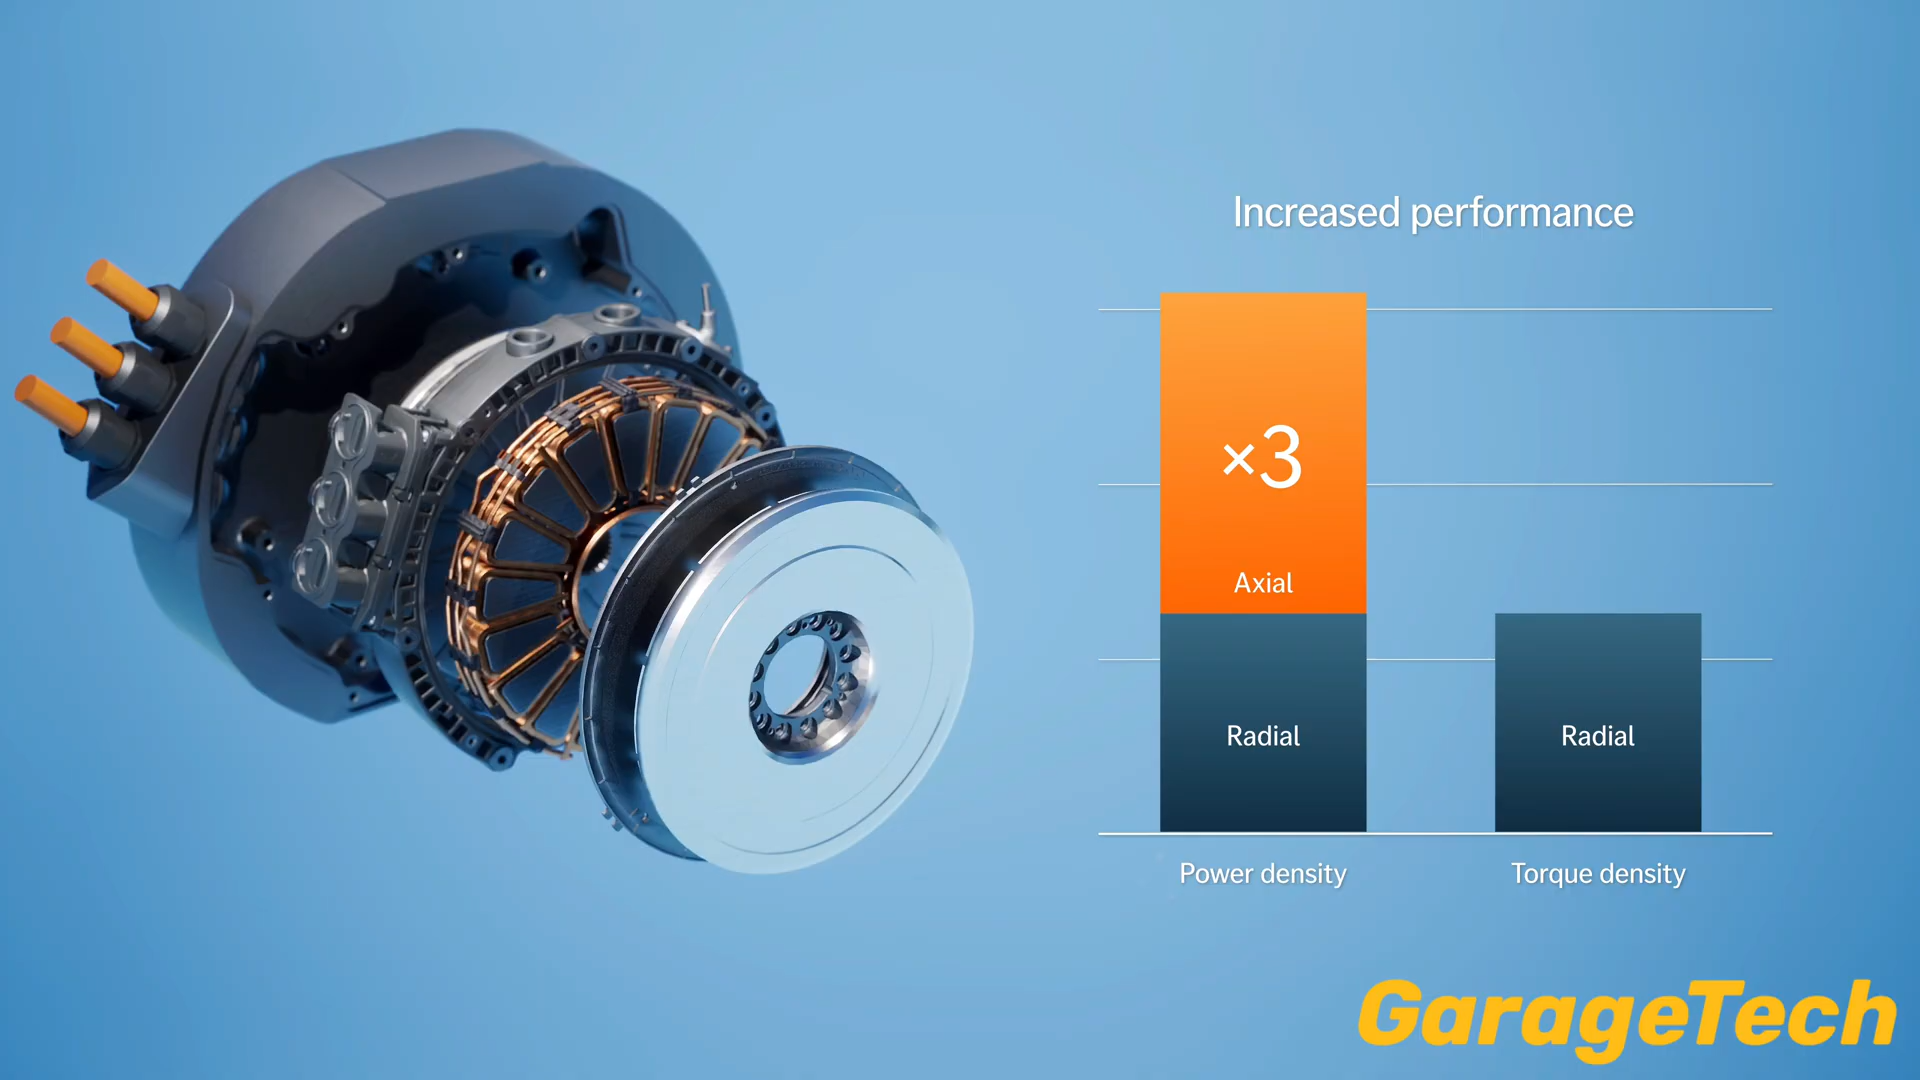 Increased performance
×3
Axial
Radial
Radial
Power density
Torque density
GarageTech